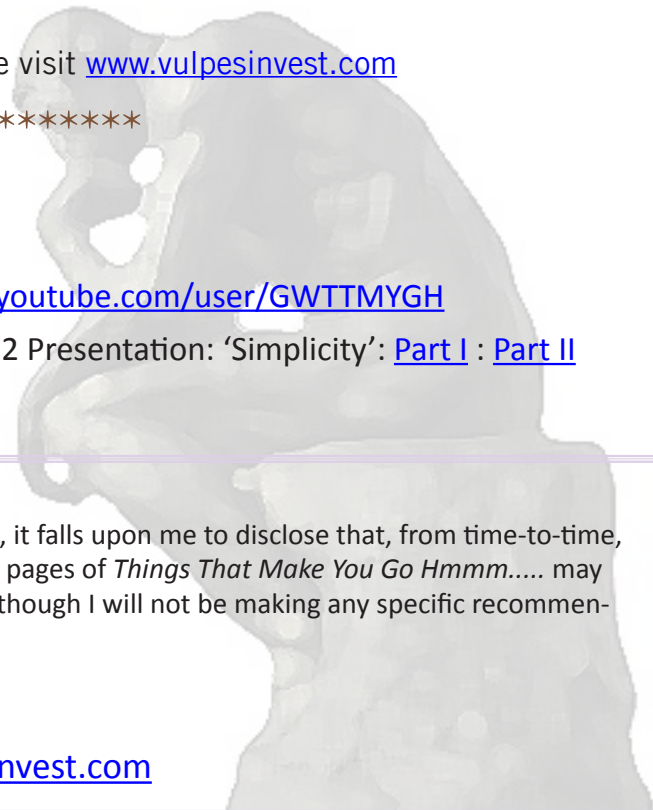 e visit www.vulpesinvest.com
*******
youtube.com/user/GWTTMYGH
2 Presentation: ‘Simplicity’: Part I : Part II
, it falls upon me to disclose that, from time-to-time,
pages of Things That Make You Go Hmmm..... may
though I will not be making any specific recommen-
nvest.com